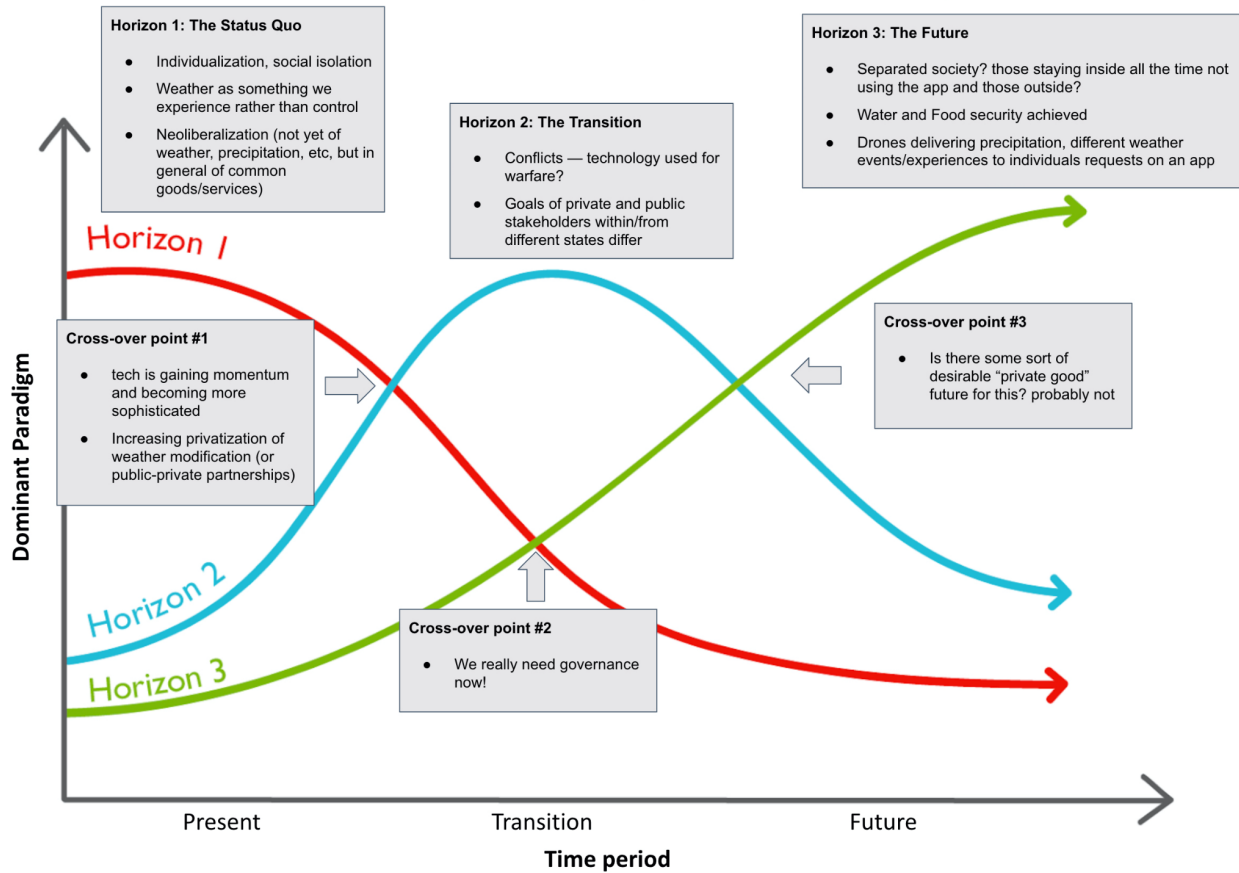 Horizon 1: The Status Quo
● Individualization, social isolation
● Weather as something we
experience rather than control
● Neoliberalization (not yet of
weather, precipitation, etc, but in
general of common
goods/services)
Horizon 2: The Transition
● Conflicts — technology used for
warfare?
● Goals of private and public
stakeholders within/from
different states differ
Horizon 3: The Future
● Separated society? those staying inside all the time not
using the app and those outside?
● Water and Food security achieved
● Drones delivering precipitation, different weather
events/experiences to individuals requests on an app
Horizon 1
Cross-over point #1
● tech is gaining momentum
and becoming more
sophisticated
● Increasing privatization of
weather modification (or
public-private partnerships)
Cross-over point #3
● Is there some sort of
desirable “private good”
future for this? probably not
Dominant Paradigm
Horizon 2
Horizon 3
Cross-over point #2
● We really need governance
now!
Present
Transition
Future
Time period